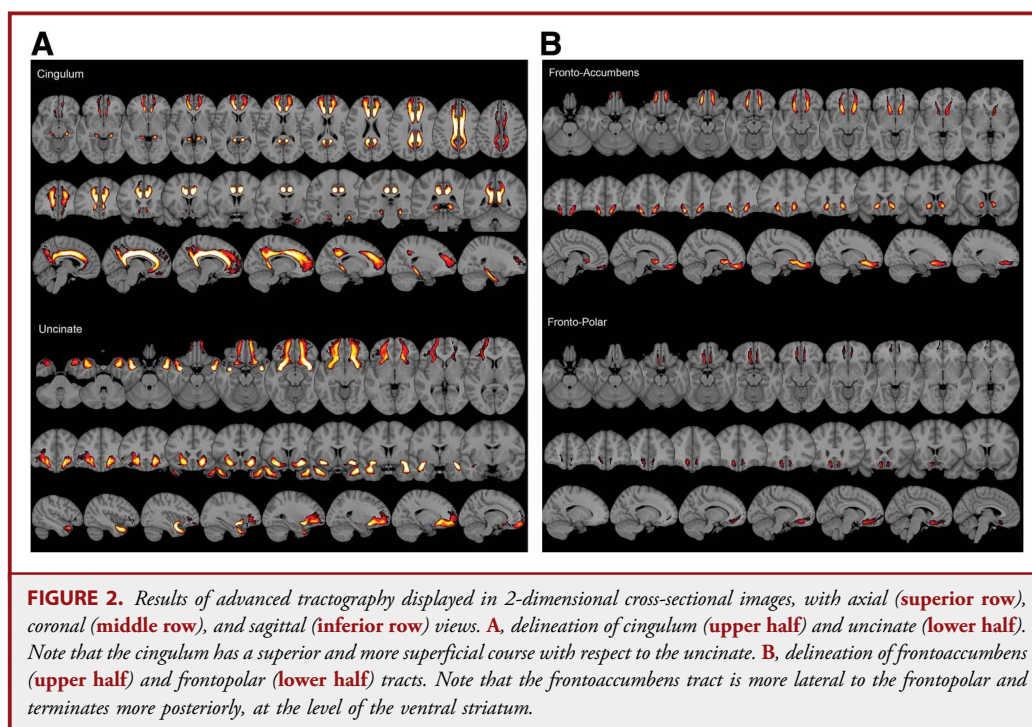 A
B
Cingulum
Fronto-Accumbens
Uncinate
Fronto-Polar
FIGURE 2. Results of advanced tractography displayed in 2-dimensional cross-sectional images, with axial (superior row),
coronal (middle row), and sagittal (inferior row) views. A, delineation of cingulum (upper half) and uncinate (lower half).
Note that the cingulum has a superior and more superficial course with respect to the uncinate. B, delineation of frontoaccumbens
(upper half) and frontopolar (lower half) tracts. Note that the frontoaccumbens tract is more lateral to the frontopolar and
terminates more posteriorly, at the level of the ventral striatum.